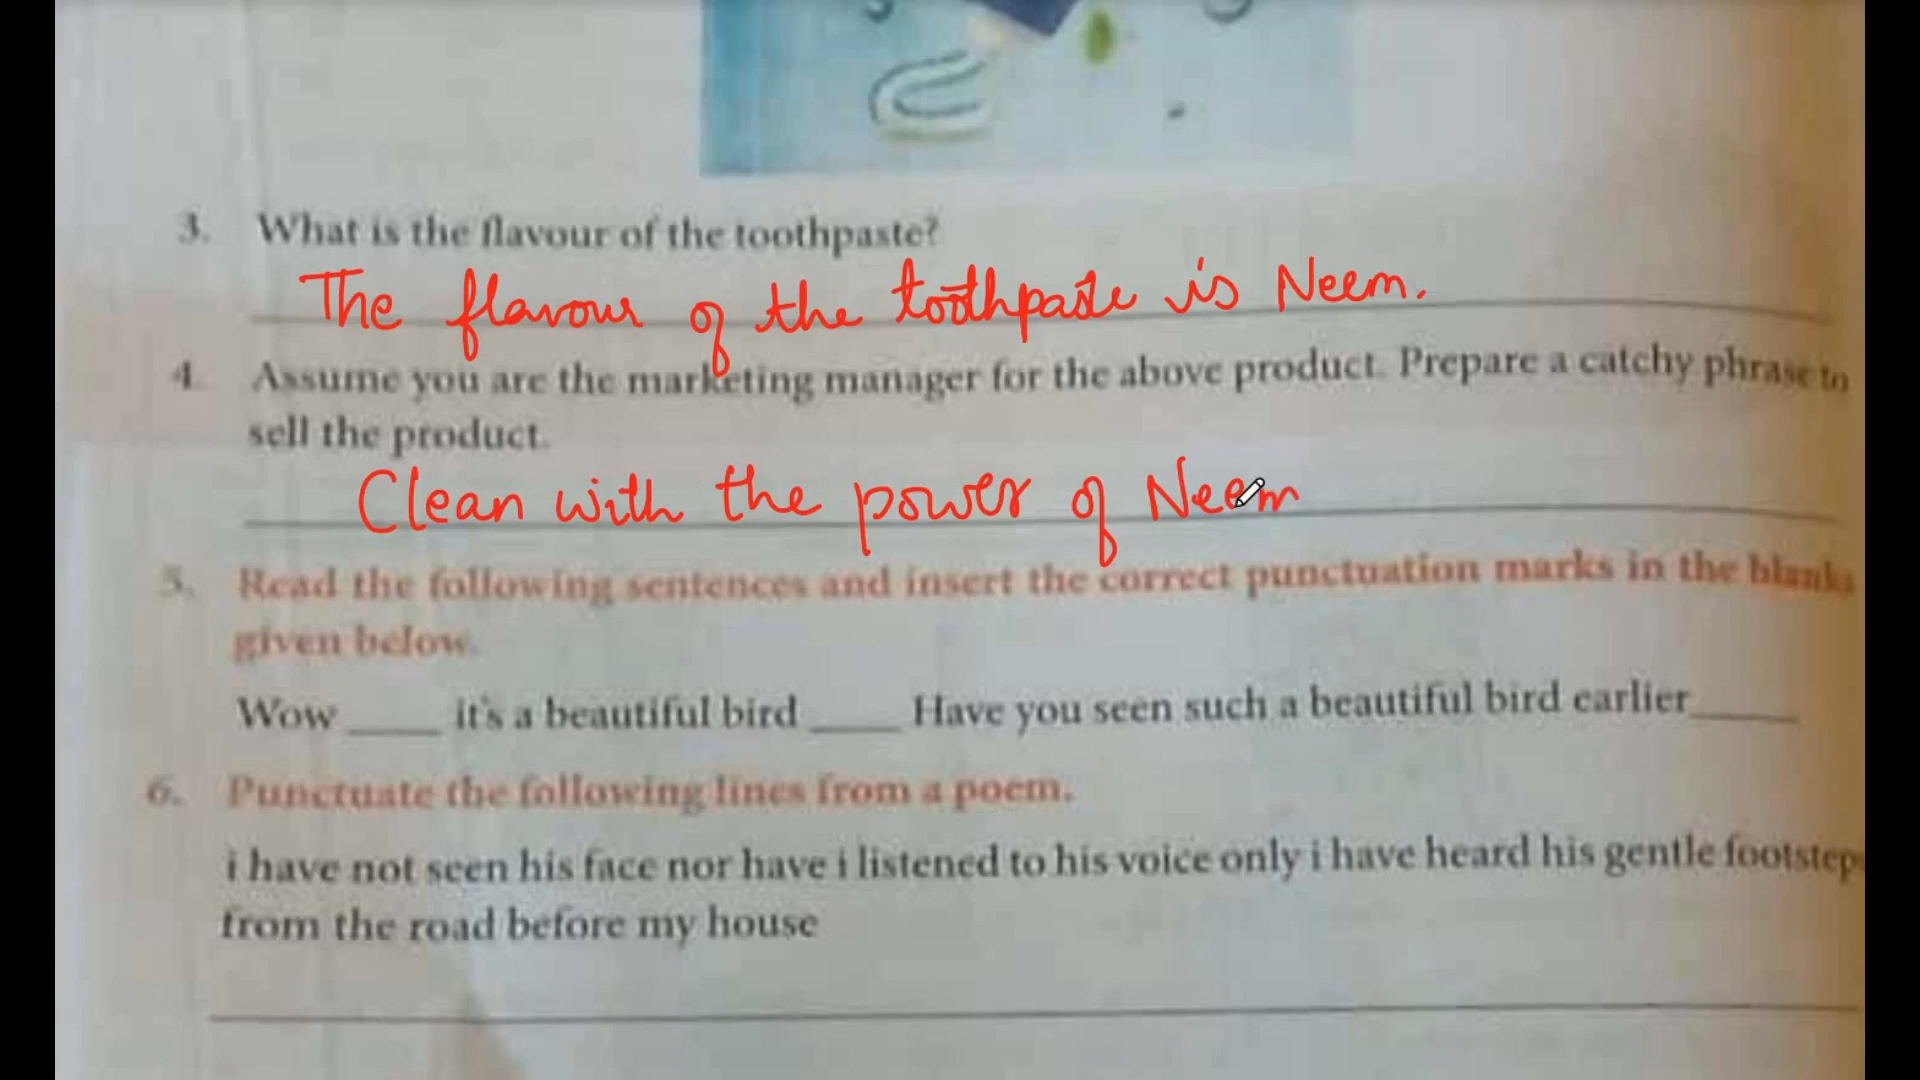 3. What is the flavour of the toothpaste?
The flavour of the toothpaste is Neem.
4. Assume you are the marketing manager for the above product. Prepare a catchy phrase to
sell the product.
Clean with the power of Neem
5. Read the following sentences and insert the correct punctuation marks in the blanks
given below.
Wow ____ it's a beautiful bird ____ Have you seen such a beautiful bird earlier____
6. Punctuate the following lines from a poem.
i have not seen his face nor have i listened to his voice only i have heard his gentle footsteps
from the road before my house